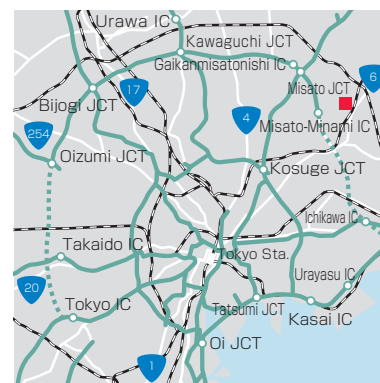 Urawa IC
Kawaguchi JCT
Gaikanmisatonishi IC
6
17
Misato JCT
Bijogi JCT
4
Misato-Minami IC
254
Oizumi JCT
Kosuge JCT
Ichikawa IC
Takaido IC
Tokyo Sta.
Urayasu IC
20
Tokyo IC
Tatsumi JCT
Kasai IC
Oi JCT
1